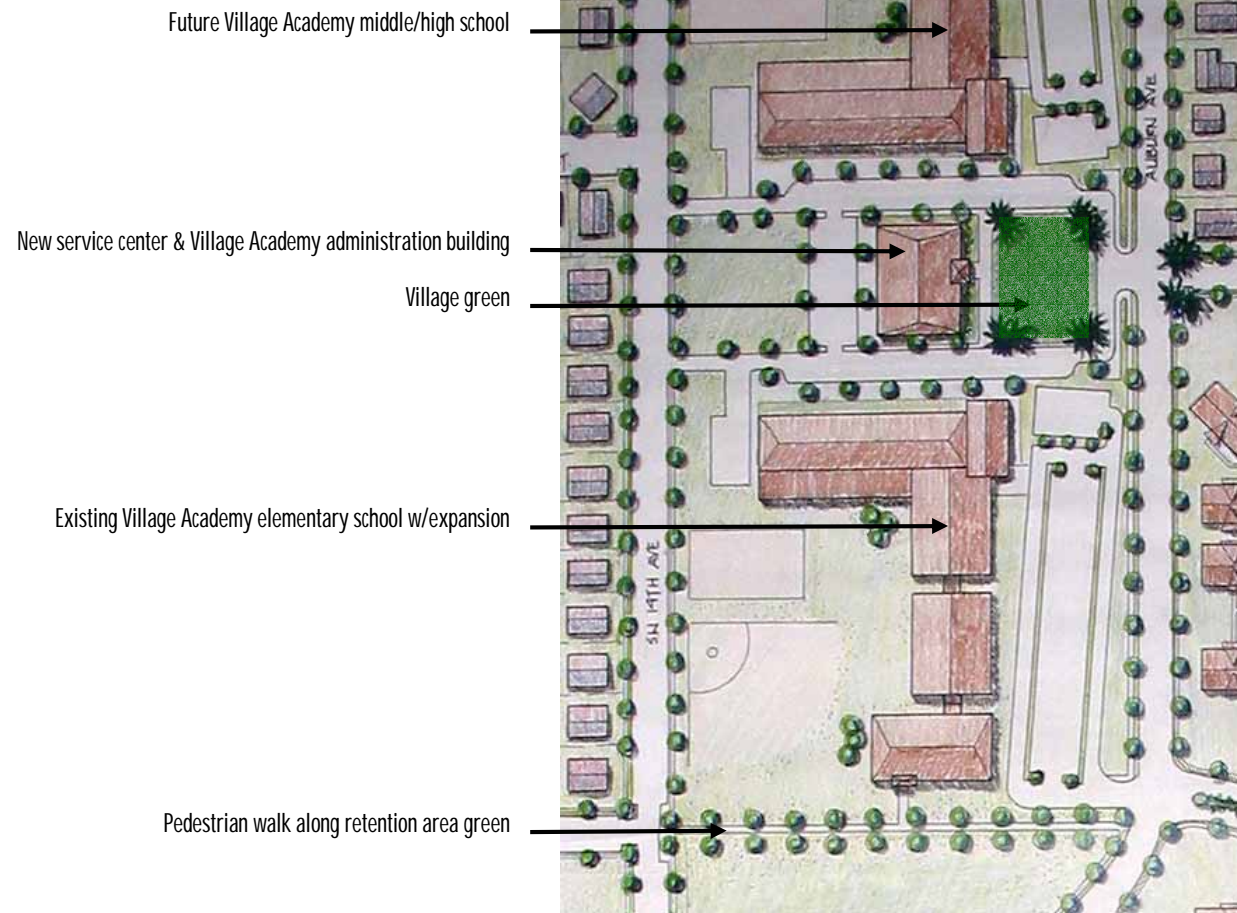 Future Village Academy middle/high school
AUBURN AVE
New service center & Village Academy administration building
Village green
Existing Village Academy elementary school w/expansion
SW 14TH AVE
Pedestrian walk along retention area green